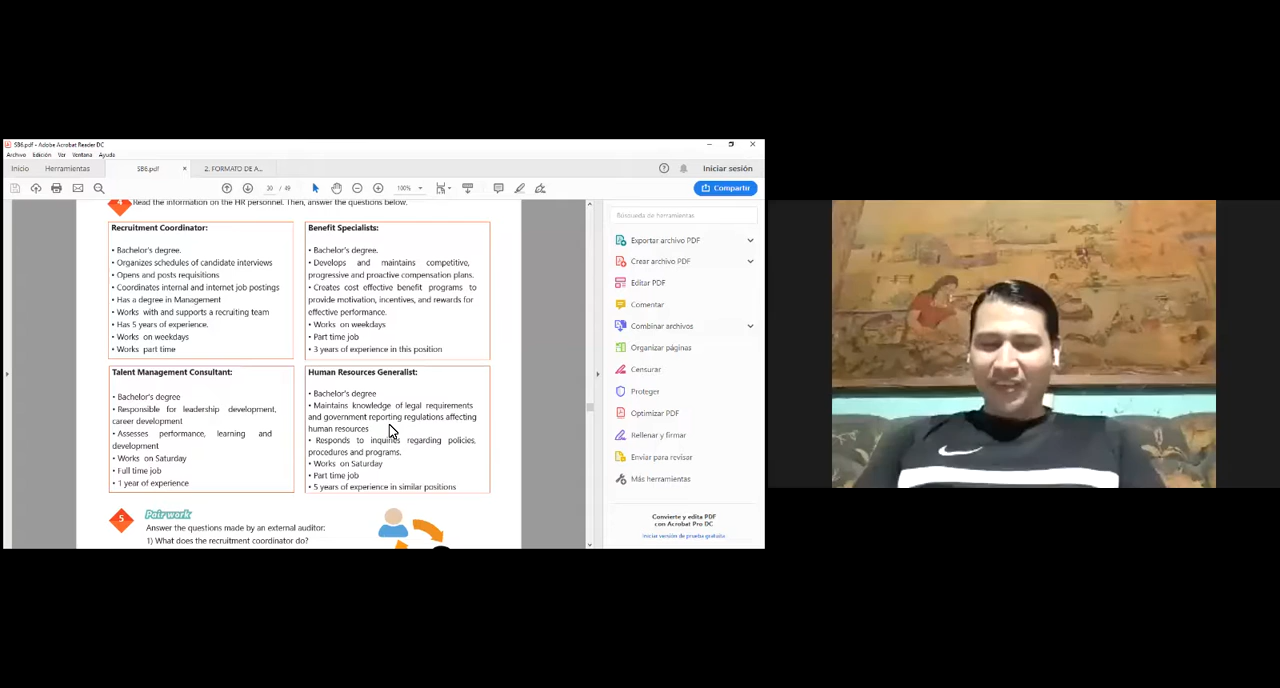 SB6.pdf - Adobe Acrobat Reader DC
Archivo Edición Ver Ventana Ayuda
Inicio Herramientas SB6.pdf × 2. FORMATO DE A... Iniciar sesión
30 / 49 100% Compartir
4 Read the information on the HR personnel. Then, answer the questions below.
Recruitment Coordinator:
• Bachelor's degree.
• Organizes schedules of candidate interviews
• Opens and posts requisitions
• Coordinates internal and internet job postings
• Has a degree in Management
• Works with and supports a recruiting team
• Has 5 years of experience.
• Works on weekdays
• Works part time
Benefit Specialists:
• Bachelor's degree.
• Develops and maintains competitive,
progressive and proactive compensation plans.
• Creates cost effective benefit programs to
provide motivation, incentives, and rewards for
effective performance.
• Works on weekdays
• Part time job
• 3 years of experience in this position
Talent Management Consultant:
• Bachelor's degree
• Responsible for leadership development,
career development
• Assesses performance, learning and
development
• Works on Saturday
• Full time job
• 1 year of experience
Human Resources Generalist:
• Bachelor's degree
• Maintains knowledge of legal requirements
and government reporting regulations affecting
human resources
• Responds to inquiries regarding policies,
procedures and programs.
• Works on Saturday
• Part time job
• 5 years of experience in similar positions
5 Pair work
Answer the questions made by an external auditor:
1) What does the recruitment coordinator do?
Búsqueda de herramientas
Exportar archivo PDF
Crear archivo PDF
Editar PDF
Comentar
Combinar archivos
Organizar páginas
Censurar
Proteger
Optimizar PDF
Rellenar y firmar
Enviar para revisar
Más herramientas
Convierte y edita PDF
con Acrobat Pro DC
Iniciar versión de prueba gratuita